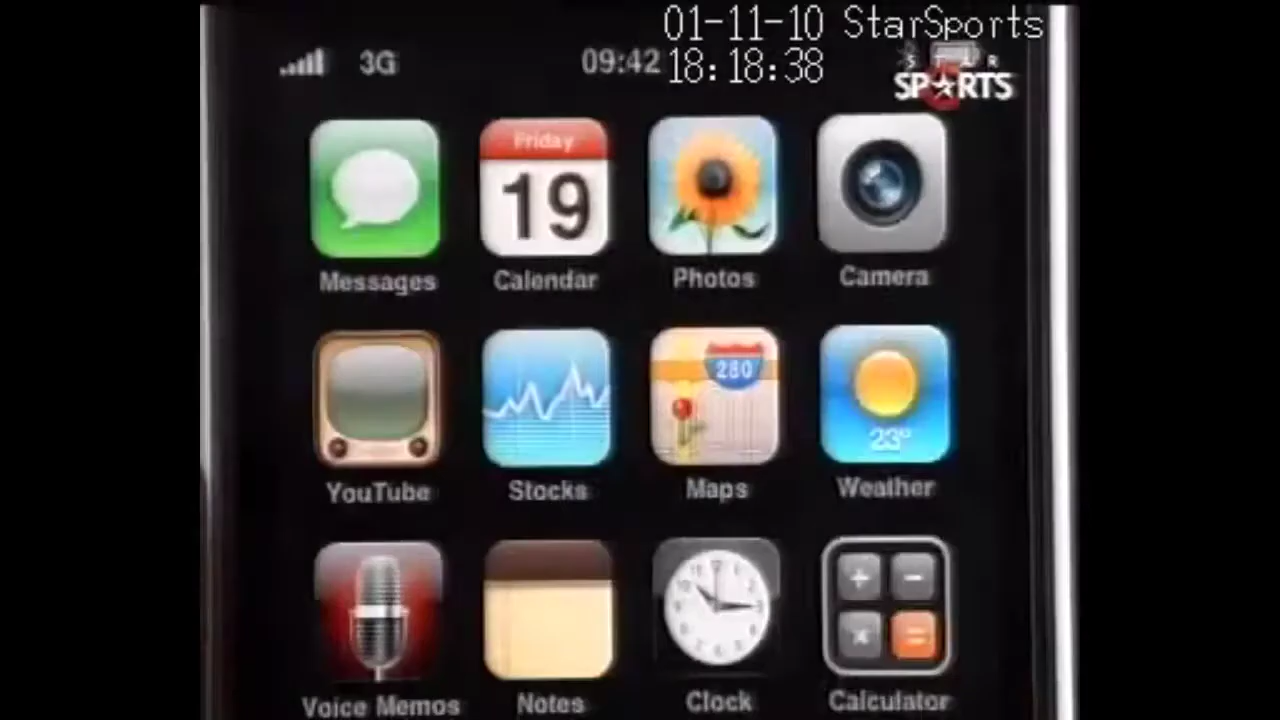 01-11-10 StarSports
3G 09:42 18:18:38
STAR
SPORTS
Friday
19
Messages Calendar Photos Camera
280
23°
YouTube Stocks Maps Weather
Voice Memos Notes Clock Calculator